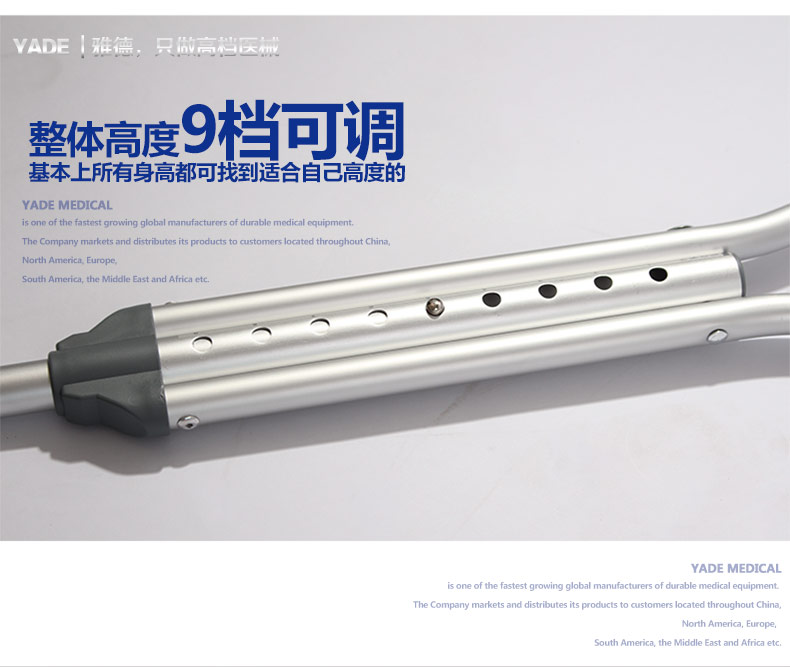 YADE | 雅德，只做高档医械
整体高度9档可调
基本上所有身高都可找到适合自己高度的
YADE MEDICAL
is one of the fastest growing global manufacturers of durable medical equipment.
The Company markets and distributes its products to customers located throughout China,
North America, Europe,
South America, the Middle East and Africa etc.
YADE MEDICAL
is one of the fastest growing global manufacturers of durable medical equipment.
The Company markets and distributes its products to customers located throughout China,
North America, Europe,
South America, the Middle East and Africa etc.